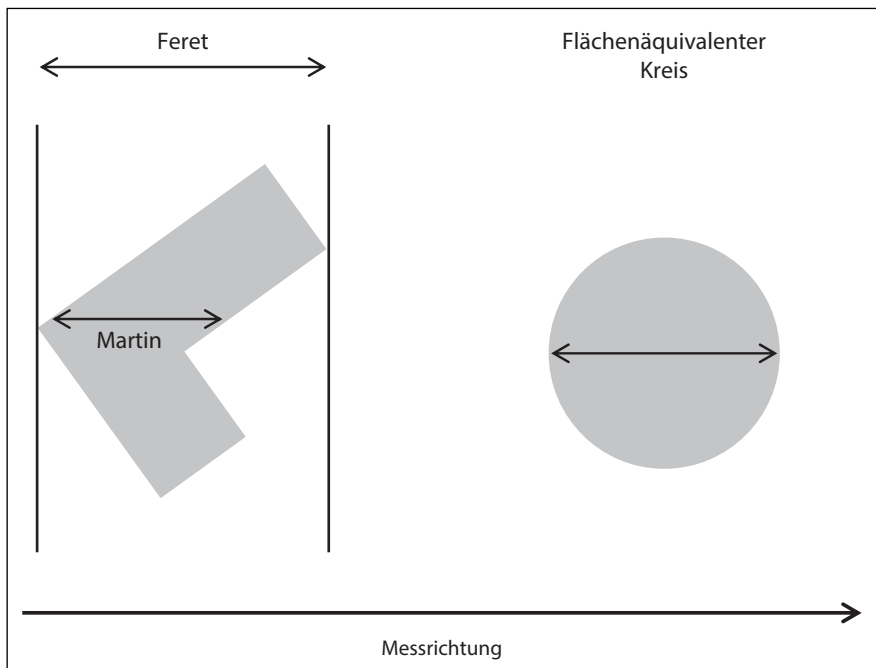 Feret
Flächenäquivalenter
Kreis
Martin
Messrichtung